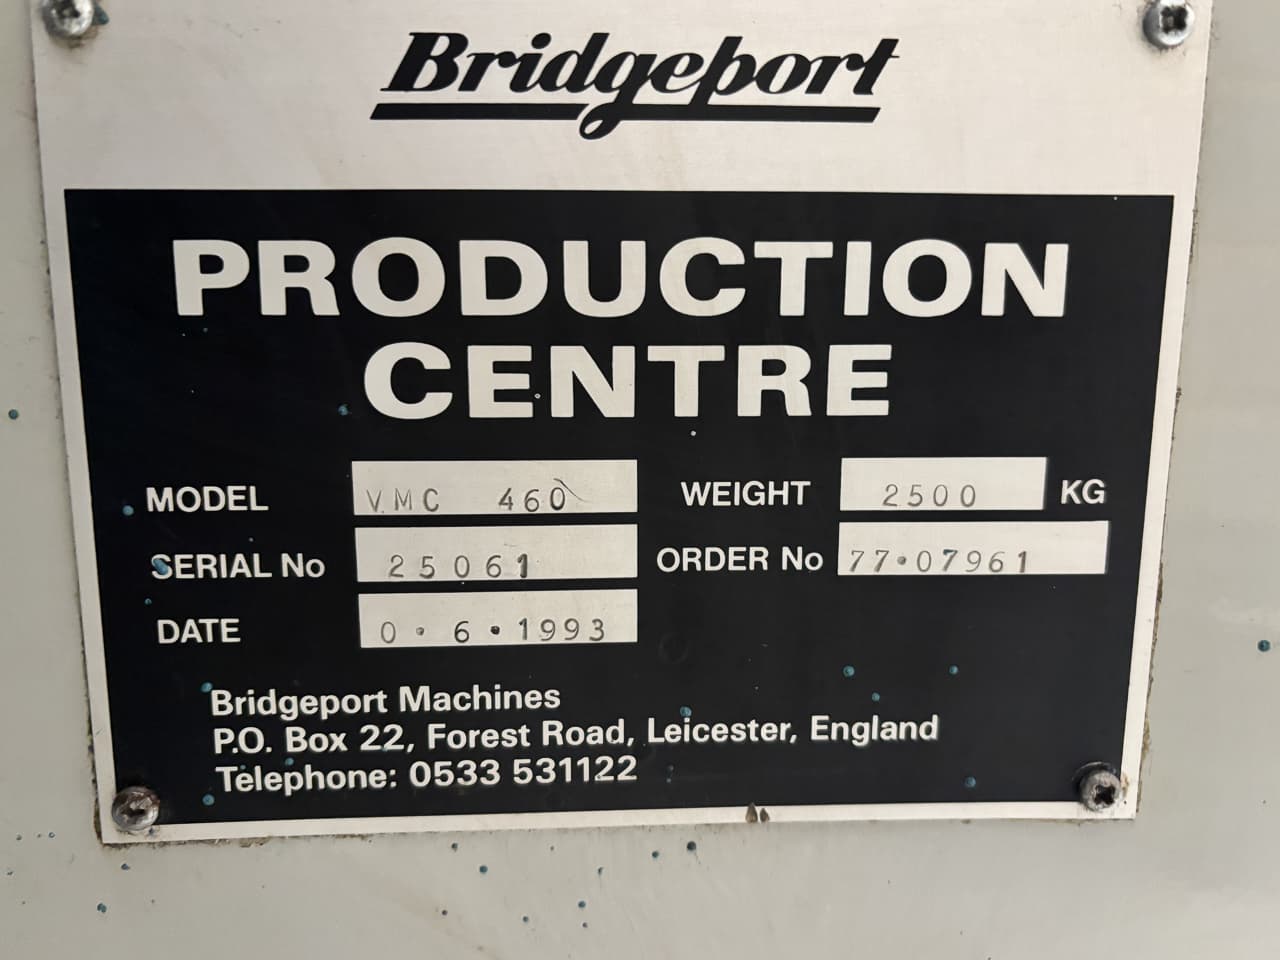 Bridgeport
PRODUCTION
CENTRE
MODEL VMC 460 WEIGHT 2500 KG
SERIAL No 25061 ORDER No 77·07961
DATE 0·6·1993
Bridgeport Machines
P.O. Box 22, Forest Road, Leicester, England
Telephone: 0533 531122